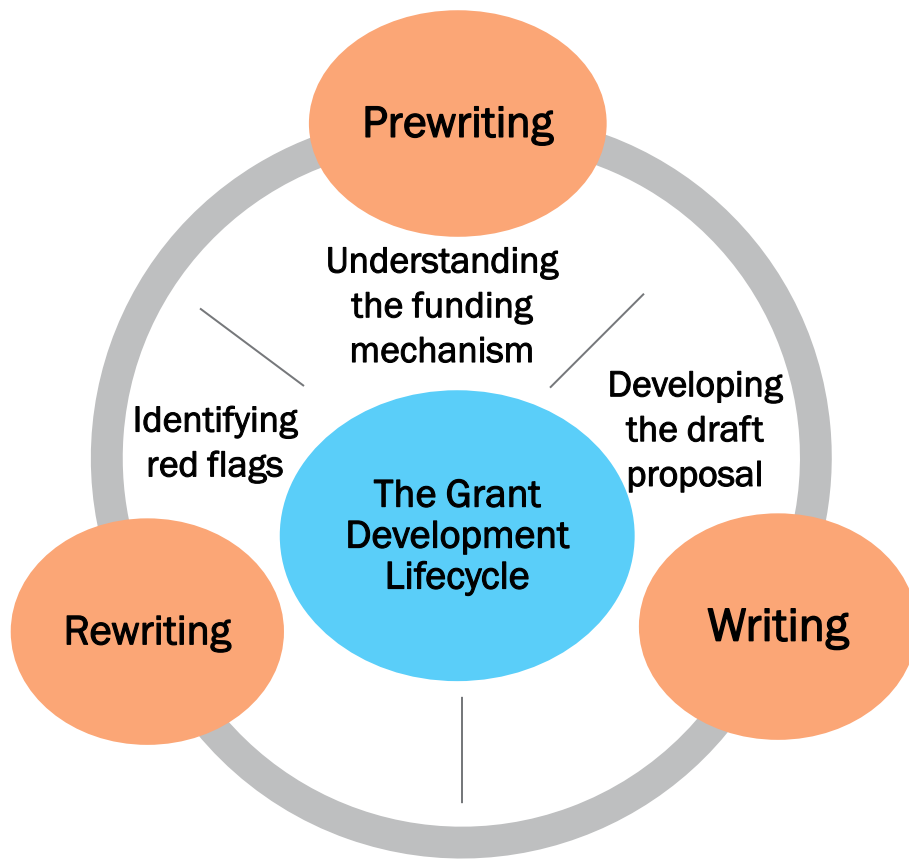 Prewriting
Understanding
the funding
mechanism
Developing
the draft
proposal
Identifying
red flags
The Grant
Development
Lifecycle
Rewriting
Writing